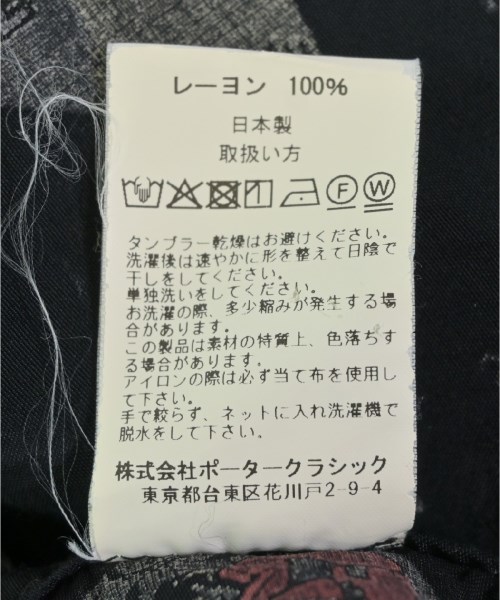 レーヨン 100%
日本製
取扱い方
F W
タンブラー乾燥はお避けください。
洗濯後は速やかに形を整えて日陰で
干しをしてください。
単独洗いをしてください。
お洗濯の際、多少縮みが発生する場
合があります。
この製品は素材の特質上、色落ちす
る場合があります。
アイロンの際は必ず当て布を使用し
て下さい。
手で絞らず、ネットに入れ洗濯機で
脱水をして下さい。
株式会社ポータークラシック
東京都台東区花川戸2-9-4